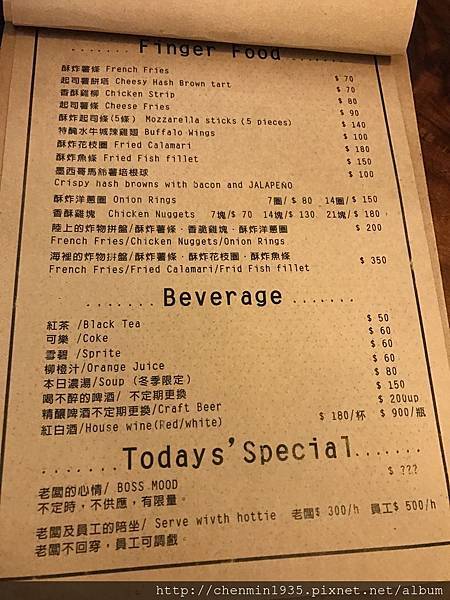 ....... Finger Food .......
酥炸薯條 French Fries $ 70
起司薯餅塔 Cheesy Hash Brown tart $ 70
香酥雞柳 Chicken Strip $ 80
起司薯條 Cheese Fries $ 90
酥炸起司條(5條) Mozzarella sticks (5 pieces) $ 140
特醃水牛城辣雞翅 Buffalo Wings $ 100
酥炸花枝圈 Fried Calamari $ 180
酥炸魚條 Fried Fish fillet $ 150
墨西哥馬鈴薯培根球 $ 100
Crispy hash browns with bacon and JALAPEÑO
酥炸洋蔥圈 Onion Rings 7圈/$ 80 14圈/$ 150
香酥雞塊 Chicken Nuggets 7塊/$ 70 14塊/$ 130 21塊/$ 180
陸上的炸物拼盤/酥炸薯條．香脆雞塊．酥炸洋蔥圈 $ 200
French Fries/Chicken Nuggets/Onion Rings
海裡的炸物拼盤/酥炸薯條．酥炸花枝圈．酥炸魚條 $ 350
French Fries/Fried Calamari/Frid Fish fillet
....... Beverage .......
紅茶 /Black Tea $ 50
可樂 /Coke $ 60
雪碧 /Sprite $ 60
柳橙汁/Orange Juice $ 60
本日濃湯/Soup (冬季限定) $ 80
喝不醉的啤酒/ 不定期更換 $ 150
精釀啤酒不定期更換/Craft Beer $ 200up
紅白酒/House wine(Red/white) $ 180/杯 $ 900/瓶
.......Todays'Special.......
老闆的心情/ BOSS MOOD $ ???
不定時，不供應，有限量。
老闆及員工的陪坐/ Serve wivth hottie 老闆$ 300/h 員工$ 500/h
老闆不回穿，員工可調戲。
http://chenmin1935.pixnet.net/album